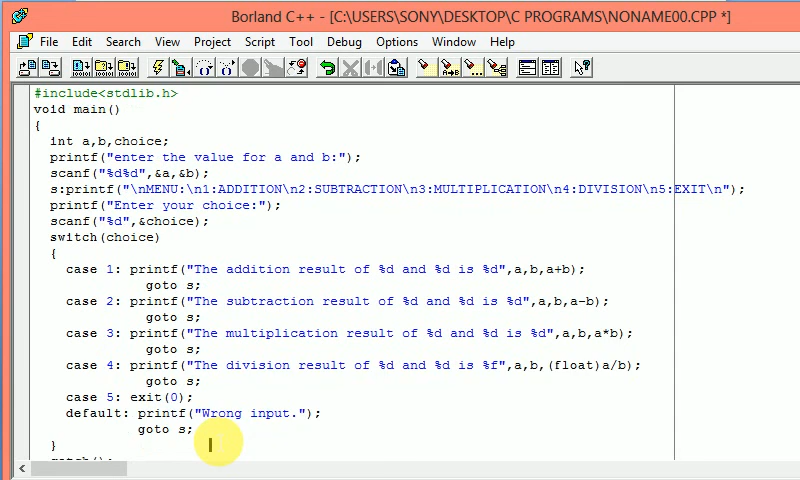 Borland C++ - [C:\USERS\SONY\DESKTOP\C PROGRAMS\NONAME00.CPP *]
File Edit Search View Project Script Tool Debug Options Window Help
#include<stdlib.h>
void main()
{
int a,b,choice;
printf("enter the value for a and b:");
scanf("%d%d",&a,&b);
s:printf("\nMENU:\n1:ADDITION\n2:SUBTRACTION\n3:MULTIPLICATION\n4:DIVISION\n5:EXIT\n");
printf("Enter your choice:");
scanf("%d",&choice);
switch(choice)
{
case 1: printf("The addition result of %d and %d is %d",a,b,a+b);
goto s;
case 2: printf("The subtraction result of %d and %d is %d",a,b,a-b);
goto s;
case 3: printf("The multiplication result of %d and %d is %d",a,b,a*b);
goto s;
case 4: printf("The division result of %d and %d is %f",a,b,(float)a/b);
goto s;
case 5: exit(0);
default: printf("Wrong input.");
goto s;
}